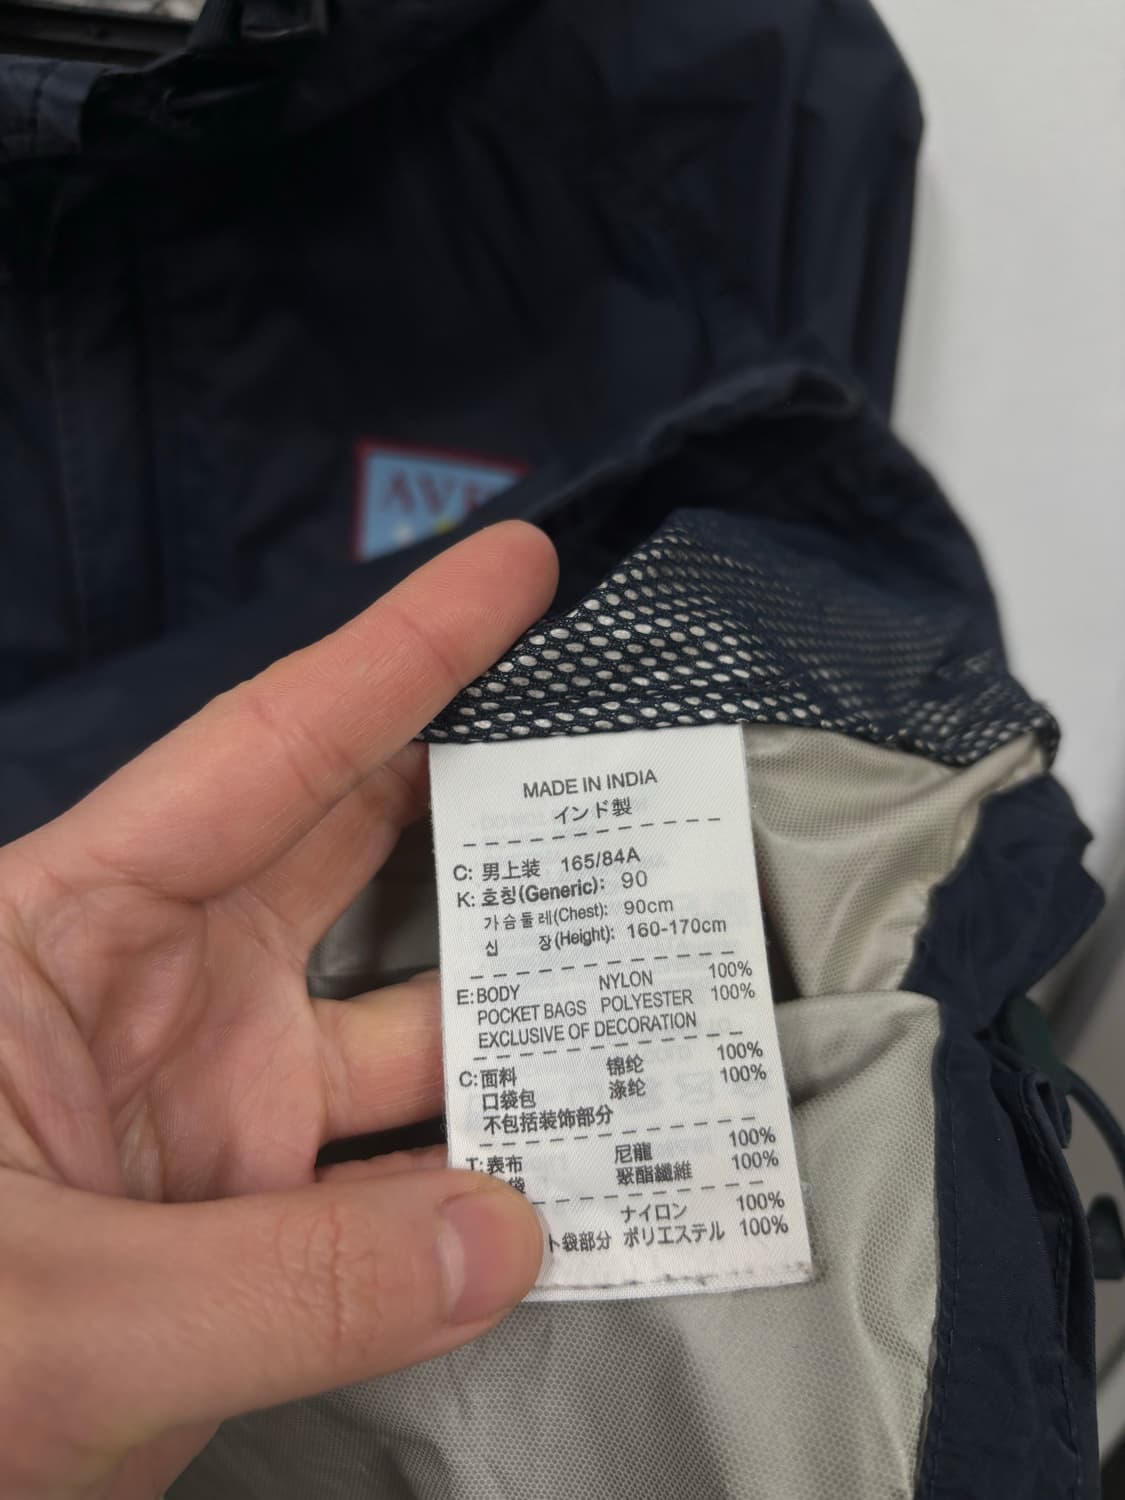 AV
MADE IN INDIA
インド製
C: 男上装 165/84A
K: 호칭(Generic): 90
가슴둘레(Chest): 90cm
신 장(Height): 160-170cm
E:BODY NYLON 100%
POCKET BAGS POLYESTER 100%
EXCLUSIVE OF DECORATION
C:面料 锦纶 100%
口袋包 涤纶 100%
不包括装饰部分
T:表布 尼龍 100%
袋 聚酯纖維 100%
ナイロン 100%
ト袋部分 ポリエステル 100%